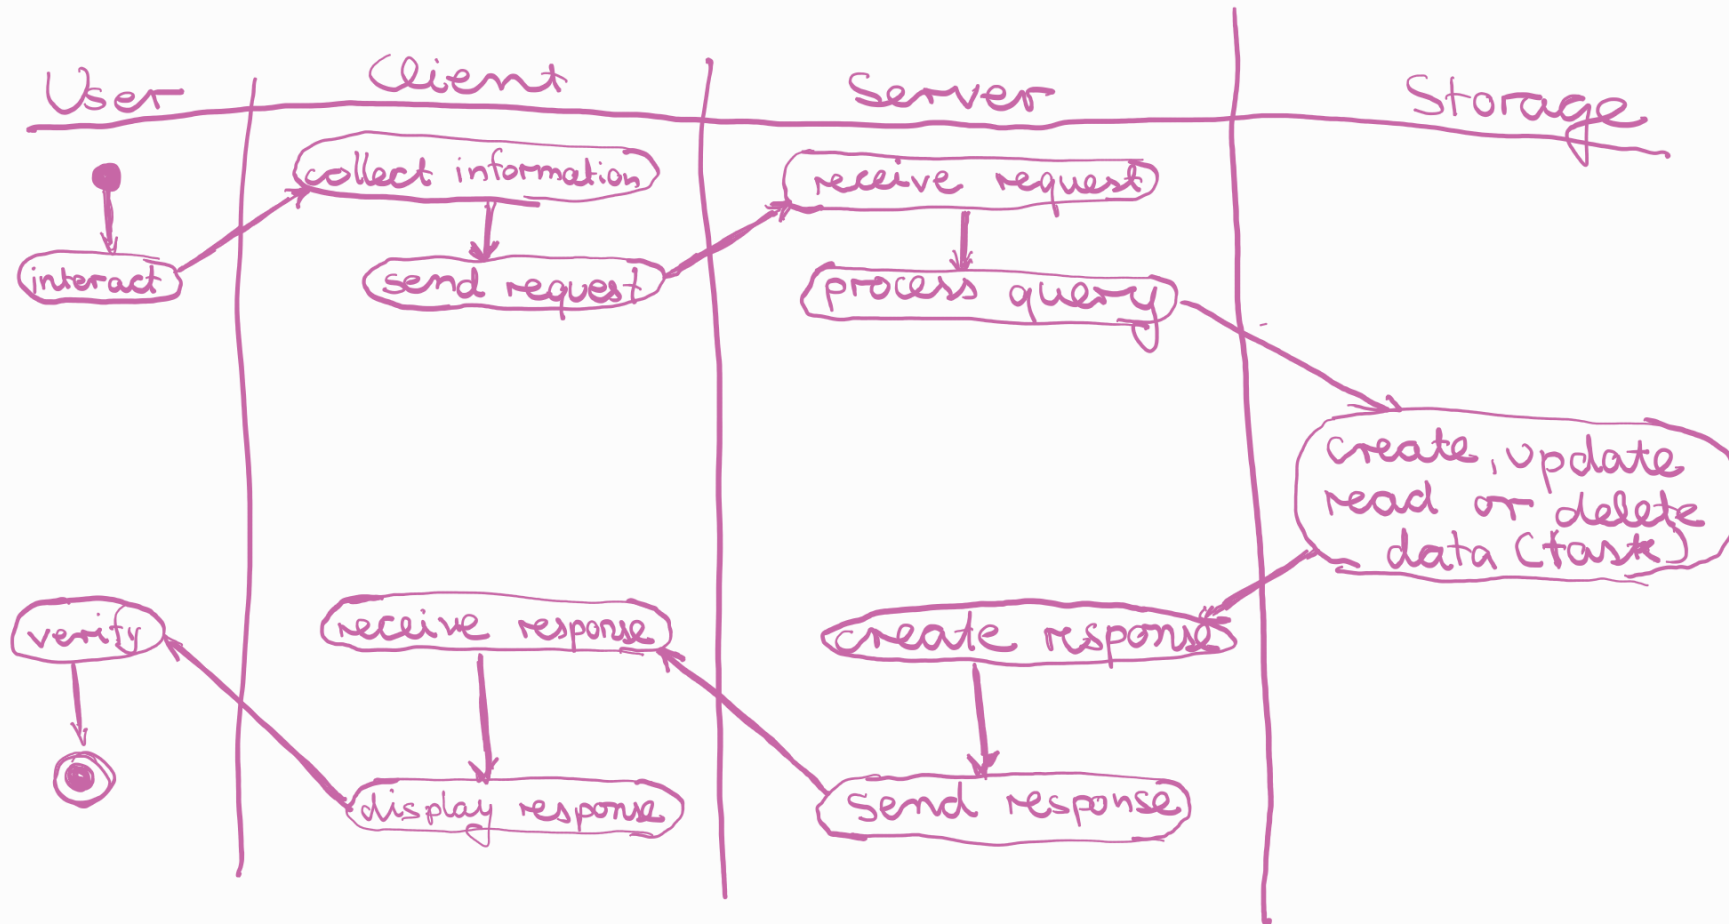 User
Client
Server
Storage
collect information
receive request
interact
send request
process query
create, update
read or delete
data (task)
verify
receive response
create response
display response
Send response